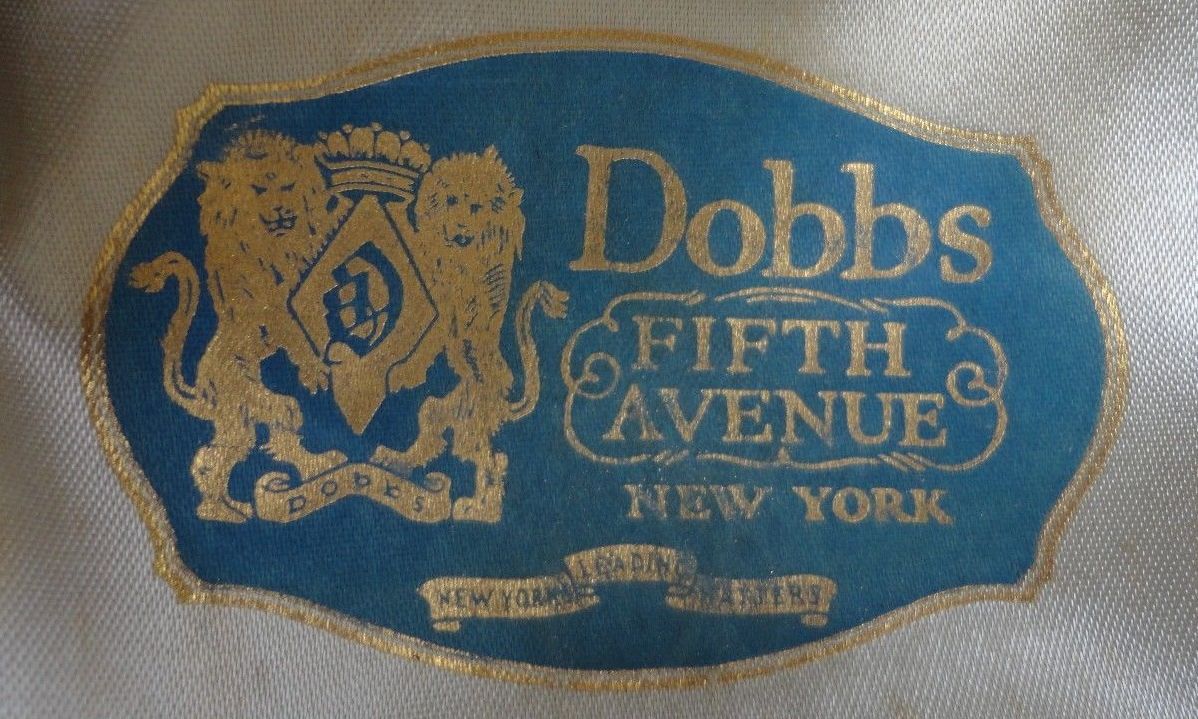 Dobbs
FIFTH
AVENUE
NEW YORK
DOBBS
NEW YORK'S LEADING HATTERS